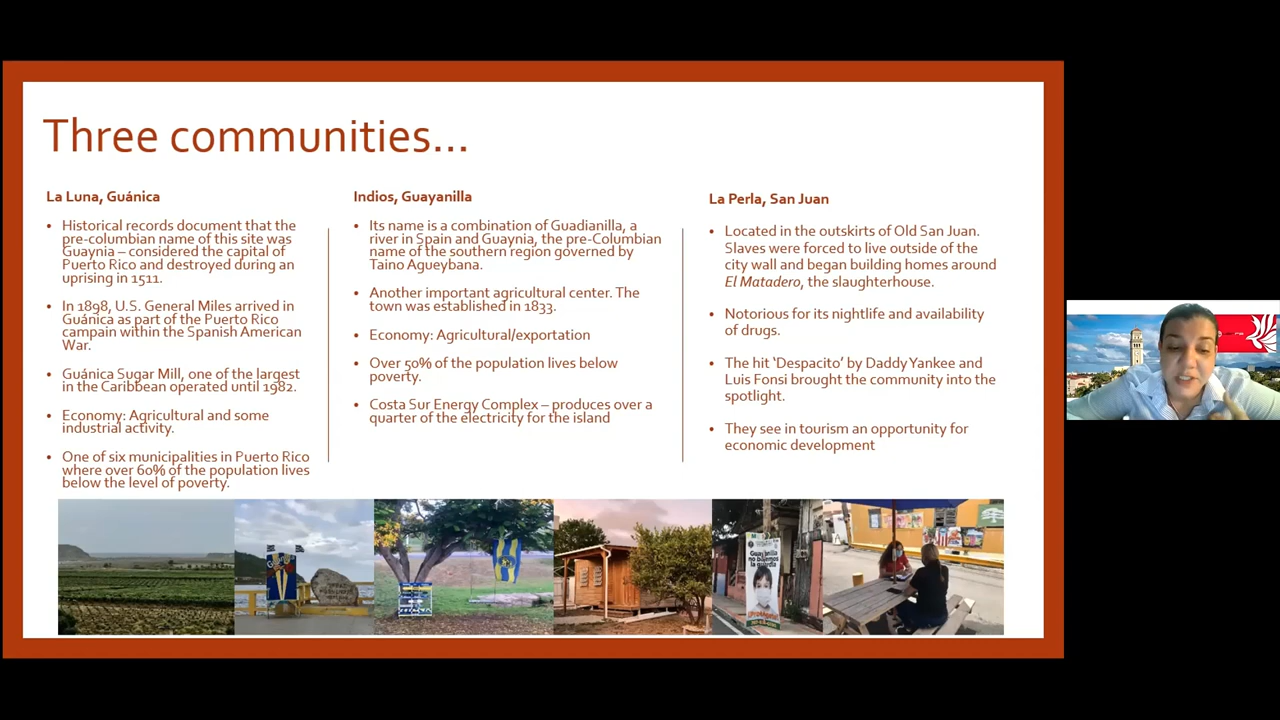 Three communities...
La Luna, Guánica
Historical records document that the
pre-columbian name of this site was
Guaynia – considered the capital of
Puerto Rico and destroyed during an
uprising in 1511.
In 1898, U.S. General Miles arrived in
Guánica as part of the Puerto Rico
campain within the Spanish American
War.
Guánica Sugar Mill, one of the largest
in the Caribbean operated until 1982.
Economy: Agricultural and some
industrial activity.
One of six municipalities in Puerto Rico
where over 60% of the population lives
below the level of poverty.
Indios, Guayanilla
Its name is a combination of Guadianilla, a
river in Spain and Guaynia, the pre-Columbian
name of the southern region governed by
Taino Agueybana.
Another important agricultural center. The
town was established in 1833.
Economy: Agricultural/exportation
Over 50% of the population lives below
poverty.
Costa Sur Energy Complex – produces over a
quarter of the electricity for the island
La Perla, San Juan
Located in the outskirts of Old San Juan.
Slaves were forced to live outside of the
city wall and began building homes around
El Matadero, the slaughterhouse.
Notorious for its nightlife and availability
of drugs.
The hit ‘Despacito’ by Daddy Yankee and
Luis Fonsi brought the community into the
spotlight.
They see in tourism an opportunity for
economic development
Guayanilla
no bajemos
la guardia